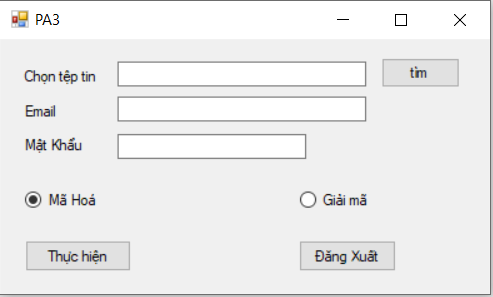 PA3
Chọn tệp tin
tìm
Email
Mật Khẩu
Mã Hoá
Giải mã
Thực hiện
Đăng Xuất